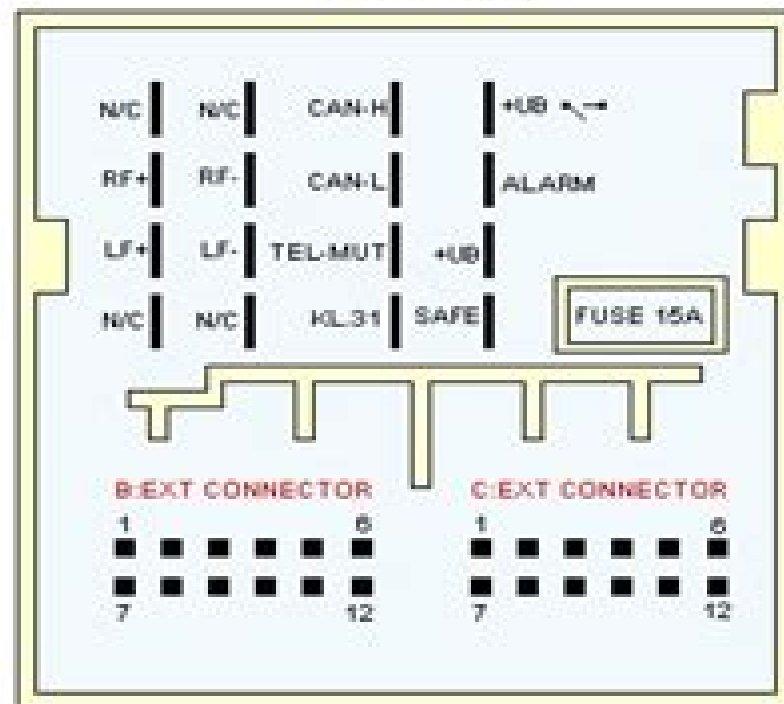 N/C N/C CAN-H +UB
RF+ RF- CAN-L ALARM
LF+ LF- TEL-MUT +UB
N/C N/C KL.31 SAFE FUSE 15A
B:EXT CONNECTOR C:EXT CONNECTOR
1 6 1 6
7 12 7 12